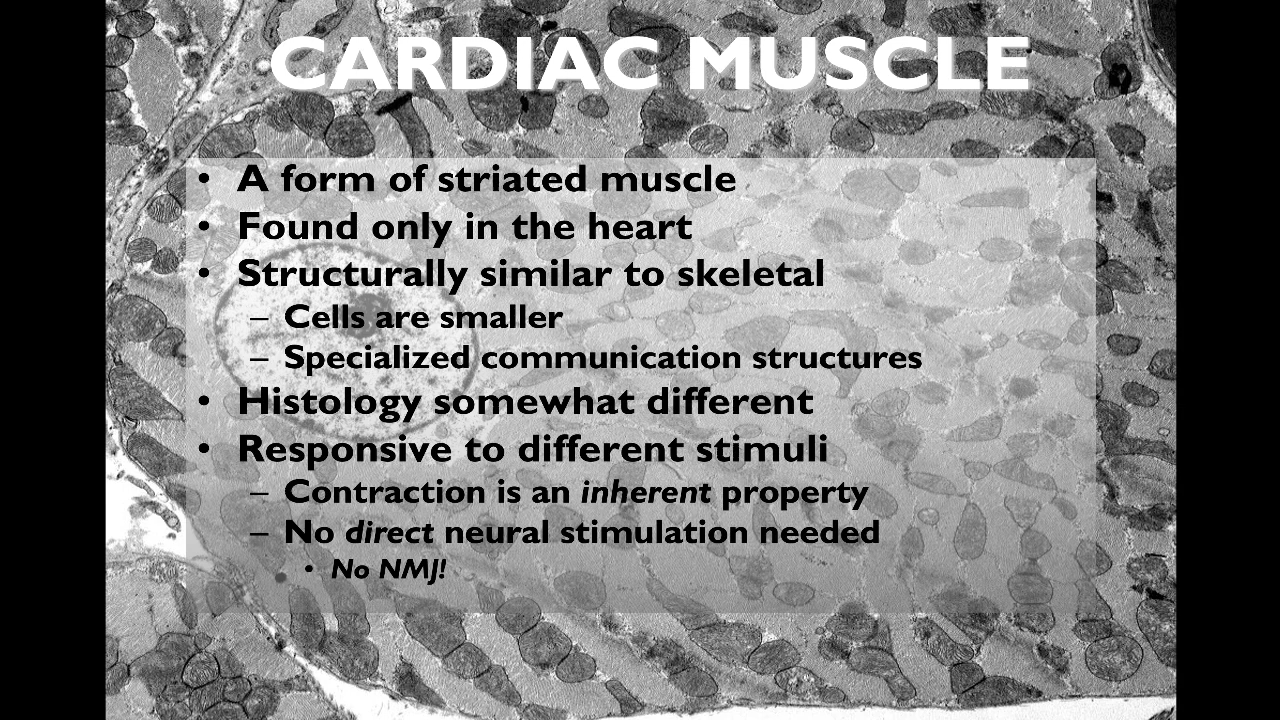 CARDIAC MUSCLE
• A form of striated muscle
• Found only in the heart
• Structurally similar to skeletal
– Cells are smaller
– Specialized communication structures
• Histology somewhat different
• Responsive to different stimuli
– Contraction is an inherent property
– No direct neural stimulation needed
• No NMJ!